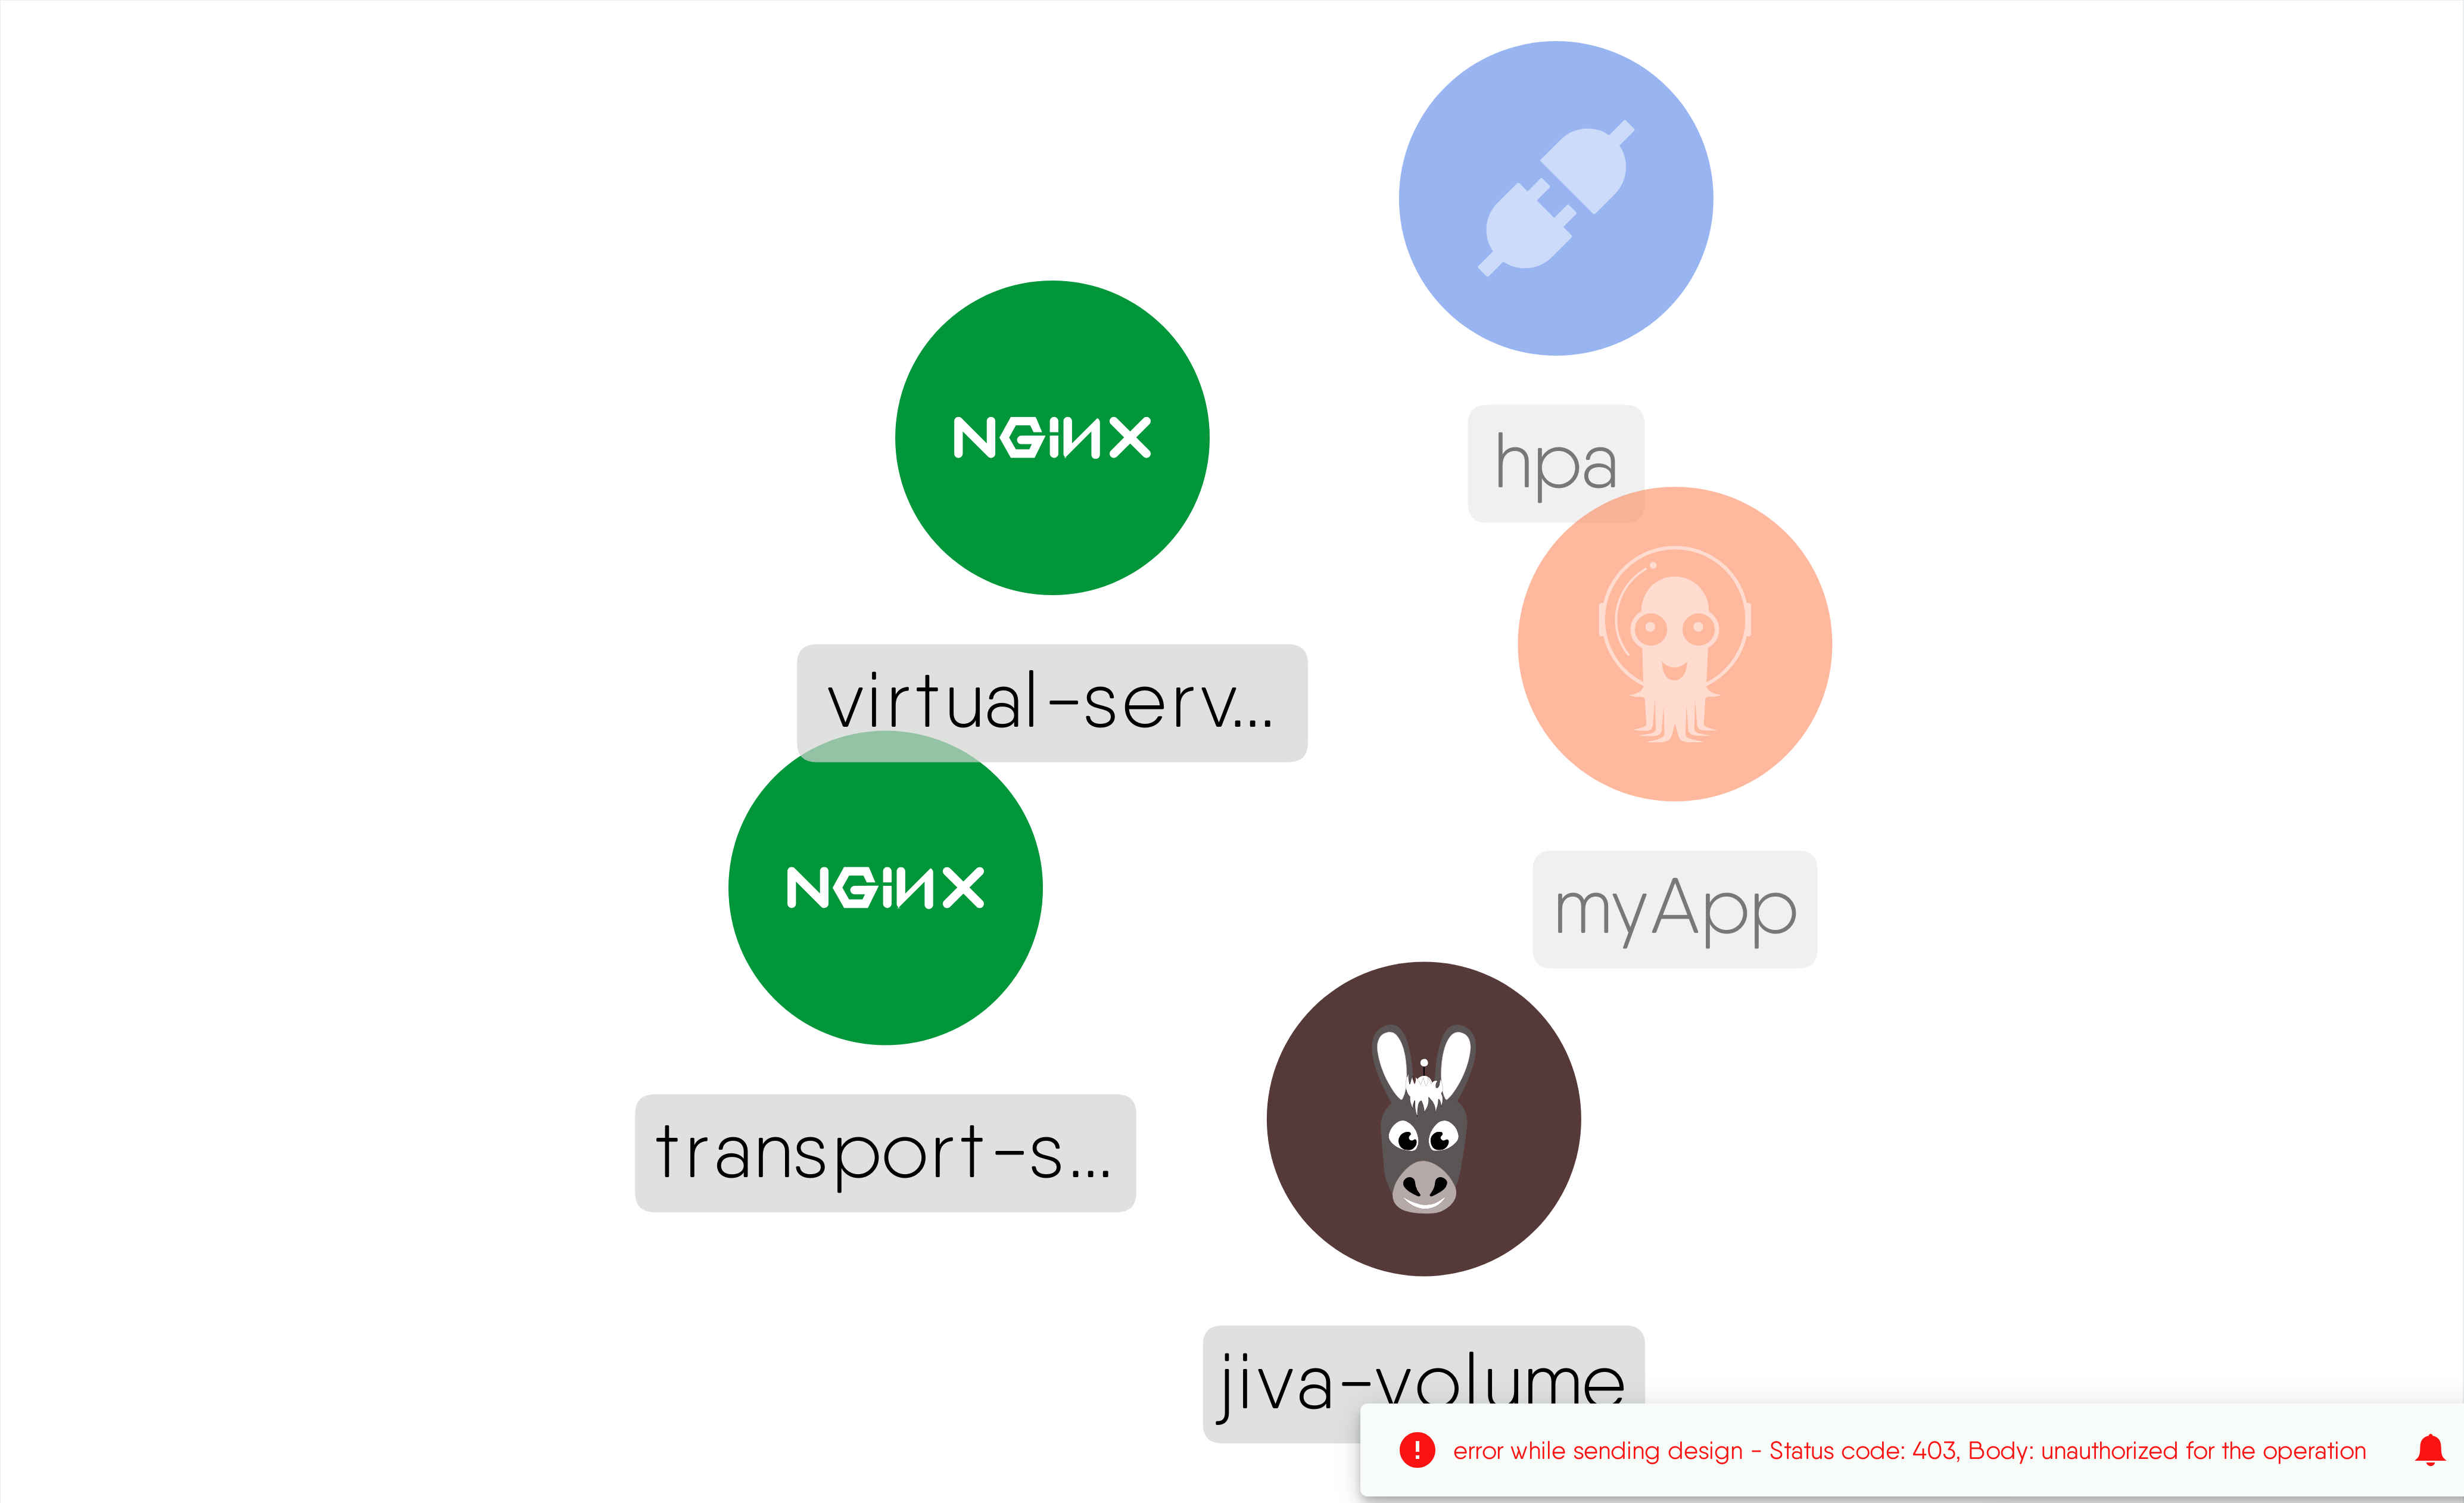 NGINX
hpa
virtual-serv...
NGINX
myApp
transport-s...
jiva-volume
error while sending design - Status code: 403, Body: unauthorized for the operation